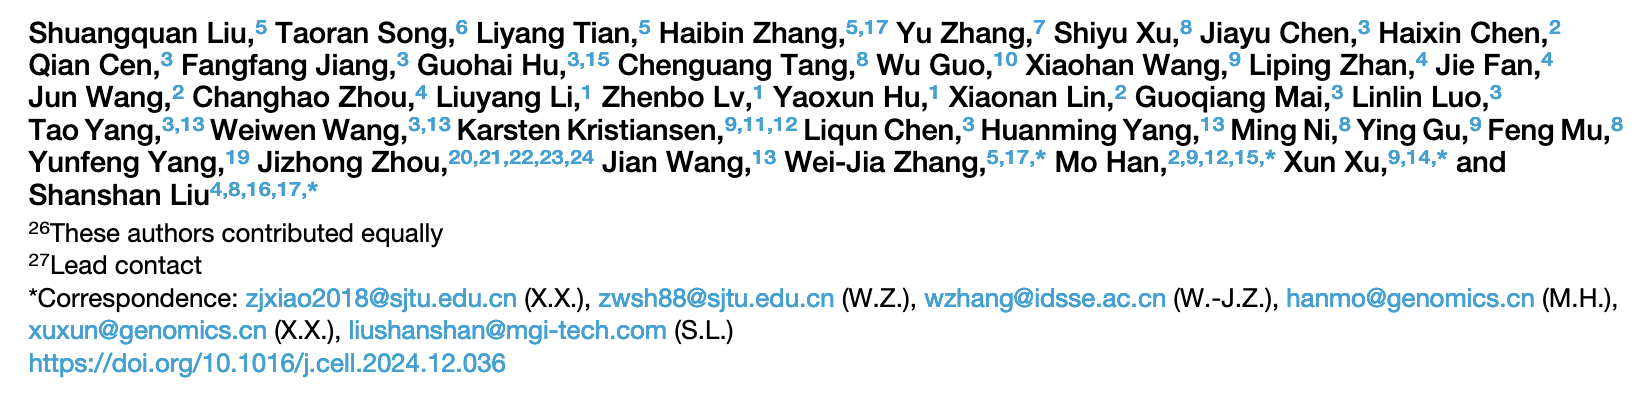 Shuangquan Liu,5 Taoran Song,6 Liyang Tian,5 Haibin Zhang,5,17 Yu Zhang,7 Shiyu Xu,8 Jiayu Chen,3 Haixin Chen,2
Qian Cen,3 Fangfang Jiang,3 Guohai Hu,3,15 Chenguang Tang,8 Wu Guo,10 Xiaohan Wang,9 Liping Zhan,4 Jie Fan,4
Jun Wang,2 Changhao Zhou,4 Liuyang Li,1 Zhenbo Lv,1 Yaoxun Hu,1 Xiaonan Lin,2 Guoqiang Mai,3 Linlin Luo,3
Tao Yang,3,13 Weiwen Wang,3,13 Karsten Kristiansen,9,11,12 Liqun Chen,3 Huanming Yang,13 Ming Ni,8 Ying Gu,9 Feng Mu,8
Yunfeng Yang,19 Jizhong Zhou,20,21,22,23,24 Jian Wang,13 Wei-Jia Zhang,5,17,* Mo Han,2,9,12,15,* Xun Xu,9,14,* and
Shanshan Liu4,8,16,17,*
26These authors contributed equally
27Lead contact
*Correspondence: zjxiao2018@sjtu.edu.cn (X.X.), zwsh88@sjtu.edu.cn (W.Z.), wzhang@idsse.ac.cn (W.-J.Z.), hanmo@genomics.cn (M.H.),
xuxun@genomics.cn (X.X.), liushanshan@mgi-tech.com (S.L.)
https://doi.org/10.1016/j.cell.2024.12.036